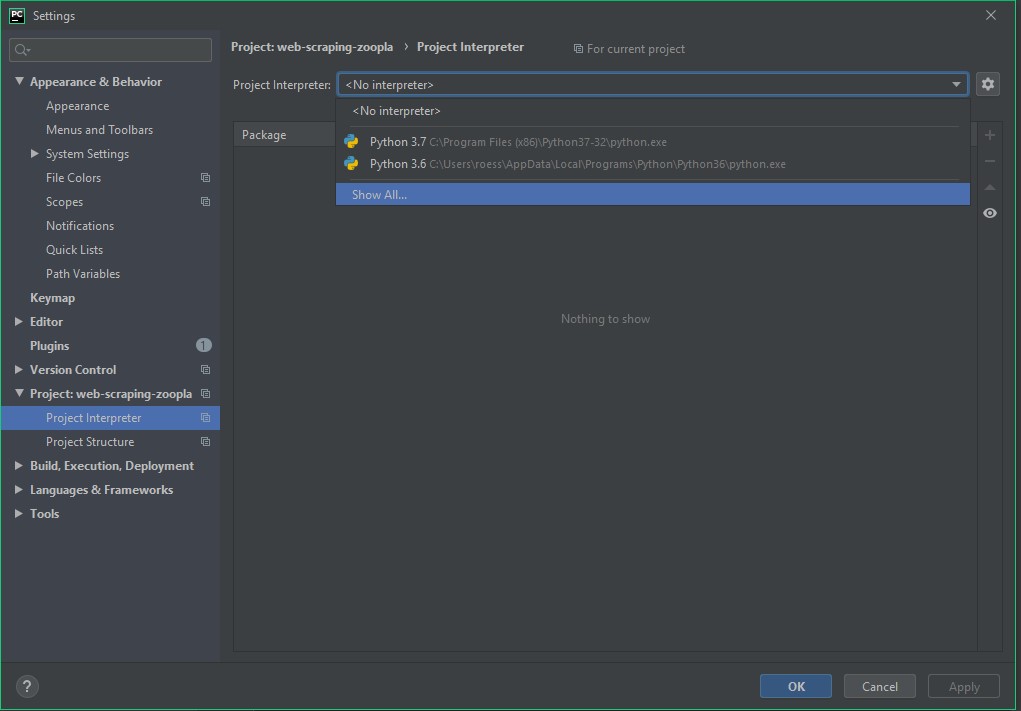 PC Settings
Project: web-scraping-zoopla › Project Interpreter
For current project
Appearance & Behavior
Appearance
Menus and Toolbars
System Settings
File Colors
Scopes
Notifications
Quick Lists
Path Variables
Keymap
Editor
Plugins 1
Version Control
Project: web-scraping-zoopla
Project Interpreter
Project Structure
Build, Execution, Deployment
Languages & Frameworks
Tools
Project Interpreter: <No interpreter>
<No interpreter>
Package
Python 3.7 C:\Program Files (x86)\Python37-32\python.exe
Python 3.6 C:\Users\roess\AppData\Local\Programs\Python\Python36\python.exe
Show All...
Nothing to show
?
OK
Cancel
Apply